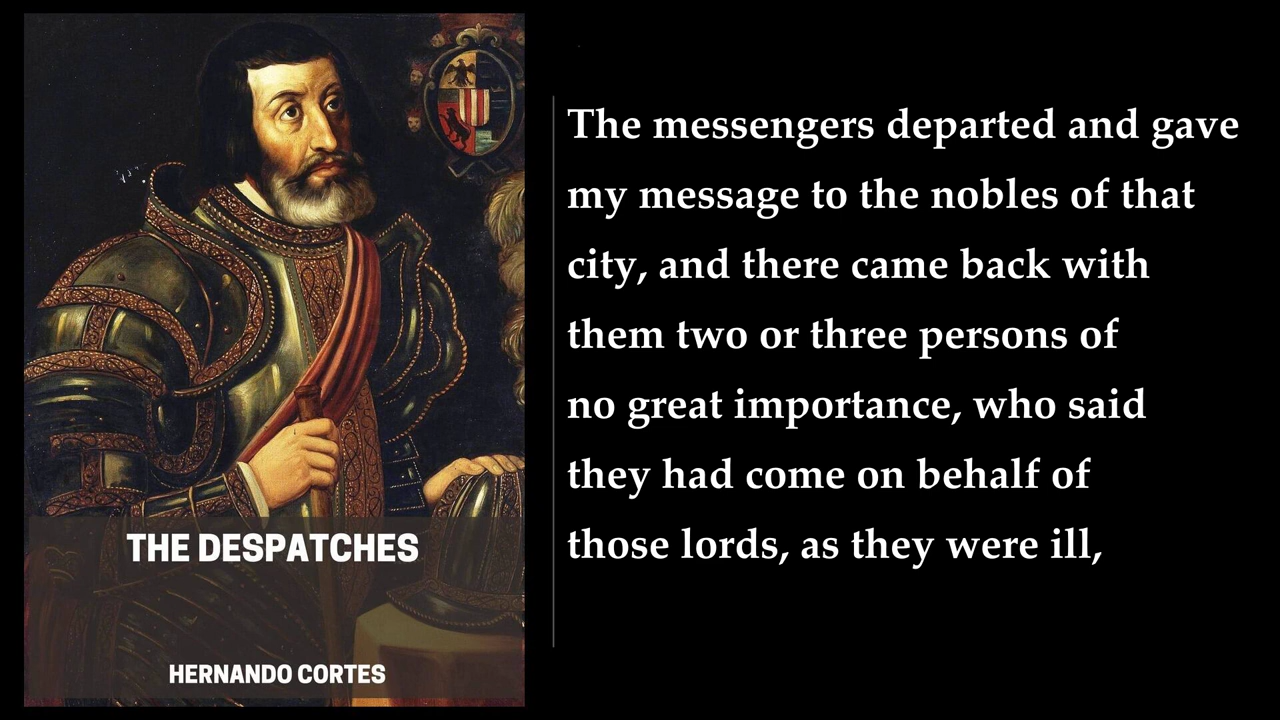 THE DESPATCHES
HERNANDO CORTES
The messengers departed and gave
my message to the nobles of that
city, and there came back with
them two or three persons of
no great importance, who said
they had come on behalf of
those lords, as they were ill,